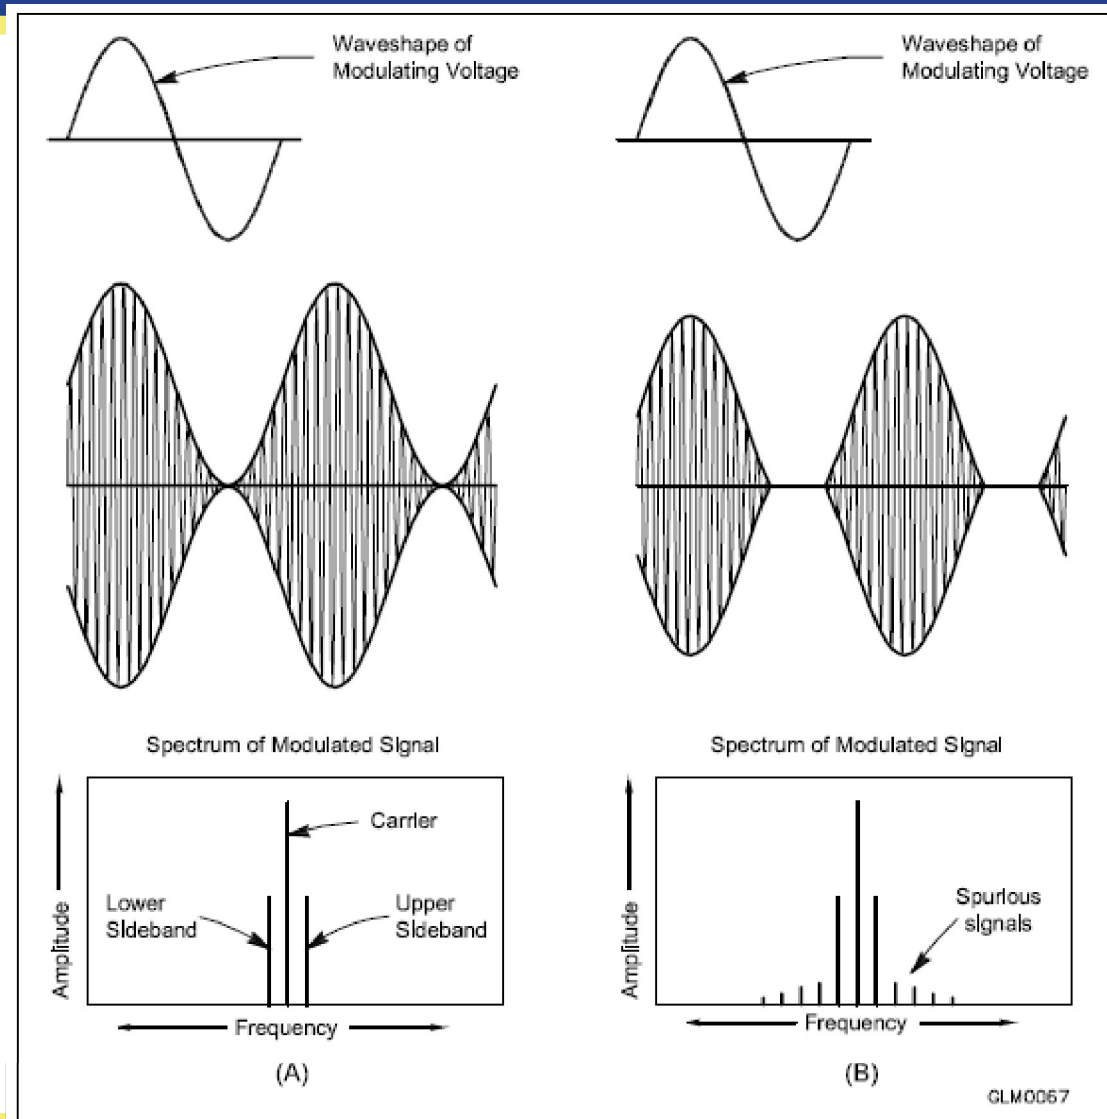 Waveshape of
Modulating Voltage
Waveshape of
Modulating Voltage
Spectrum of Modulated Signal
Spectrum of Modulated Signal
Carrier
Lower
Sideband
Upper
Sideband
Amplitude
Frequency
(A)
Spurious
signals
Amplitude
Frequency
(B)
GLM0067